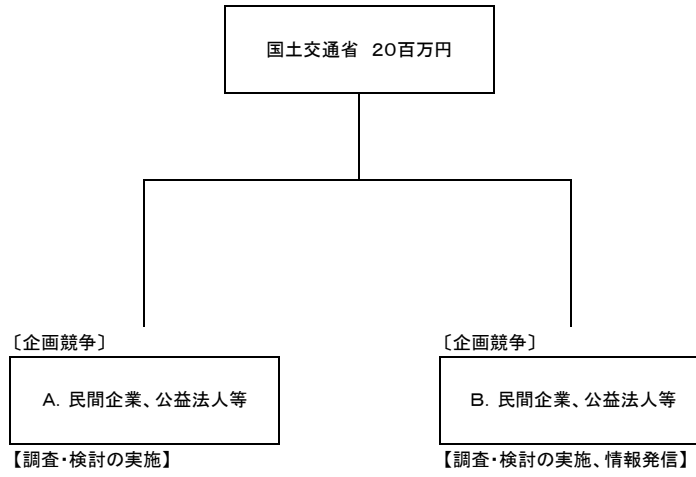 国土交通省 20百万円
〔企画競争〕
A. 民間企業、公益法人等
【調査・検討の実施】
〔企画競争〕
B. 民間企業、公益法人等
【調査・検討の実施、情報発信】